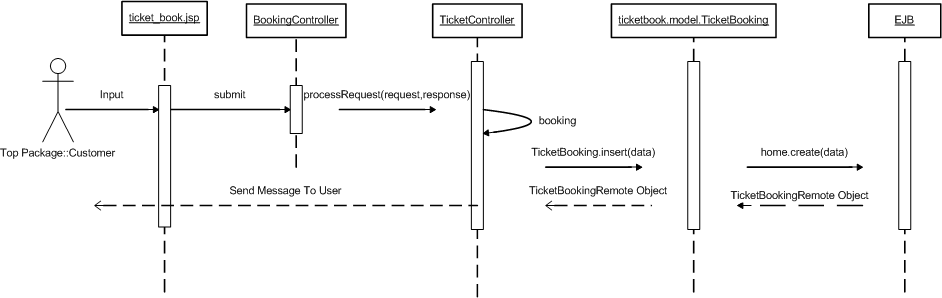 ticket_book.jsp
BookingController
TicketController
ticketbook.model.TicketBooking
EJB
Input
submit
processRequest(request,response)
booking
Top Package::Customer
TicketBooking.insert(data)
home.create(data)
Send Message To User
TicketBookingRemote Object
TicketBookingRemote Object